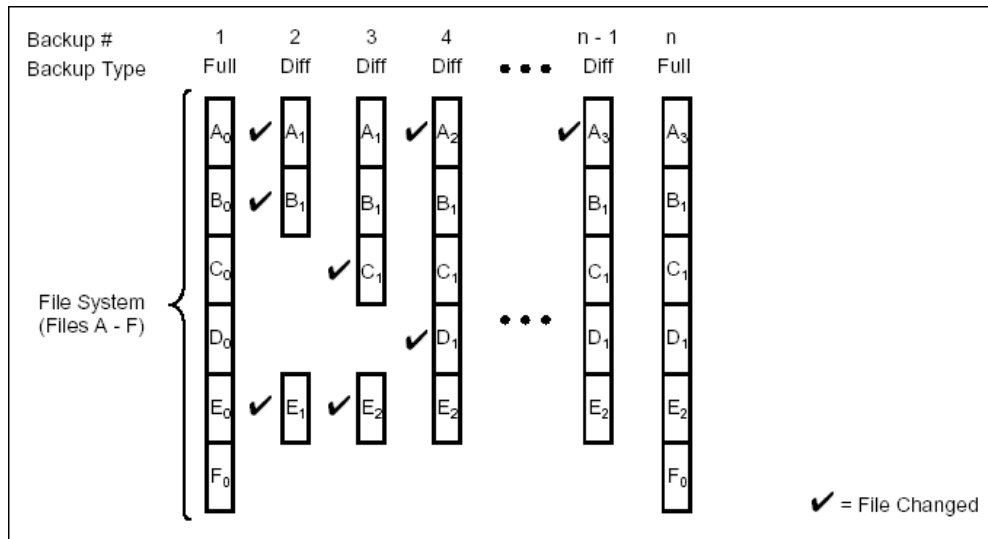 Backup # 1 2 3 4 n - 1 n
Backup Type Full Diff Diff Diff ••• Diff Full
A₀ A₁ A₁ A₂ A₃ A₃
B₀ B₁ B₁ B₁ B₁ B₁
C₀ C₁ C₁ C₁ C₁
File System
(Files A - F)
D₀ D₁ ••• D₁ D₁
E₀ E₁ E₂ E₂ E₂ E₂
F₀ F₀
✔ = File Changed